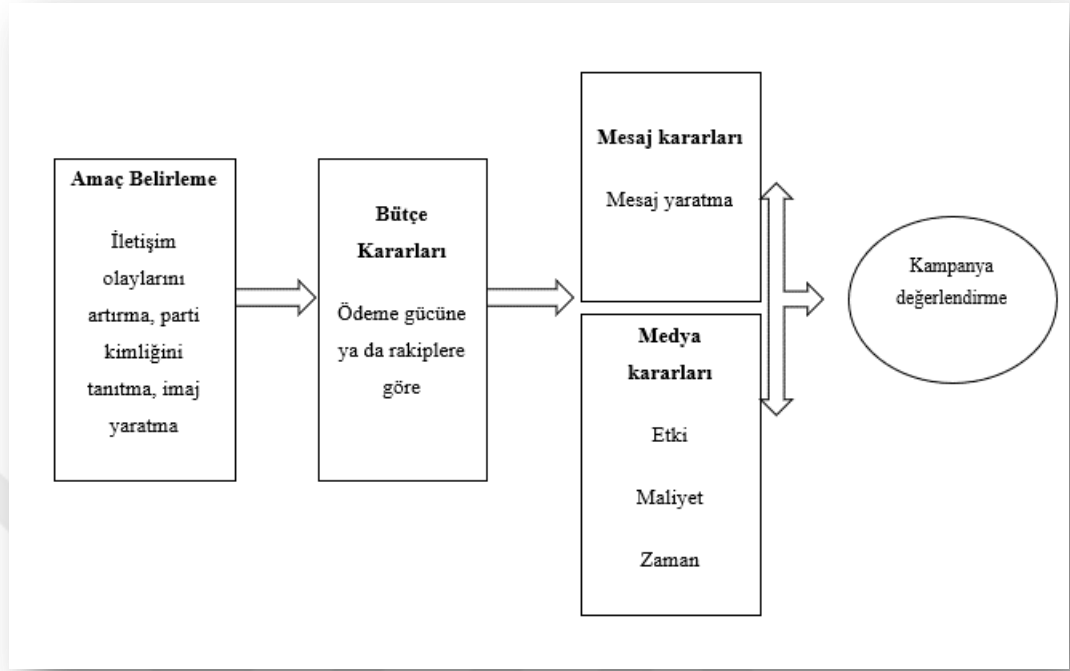 Amaç Belirleme
İletişim
olaylarını
artırma, parti
kimliğini
tanıtma, imaj
yaratma
Bütçe
Kararları
Ödeme gücüne
ya da rakiplere
göre
Mesaj kararları
Mesaj yaratma
Medya
kararları
Etki
Maliyet
Zaman
Kampanya
değerlendirme